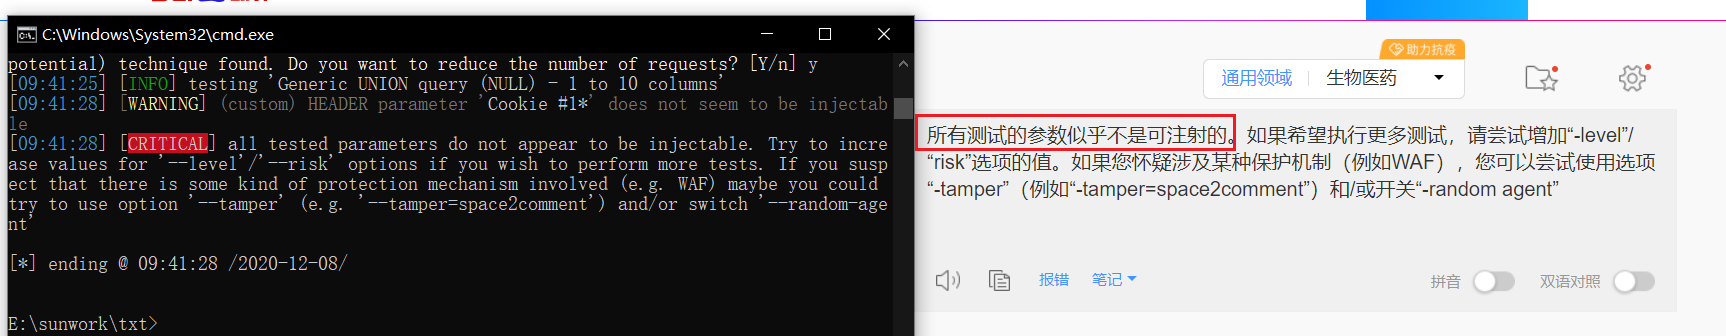 C:\Windows\System32\cmd.exe
potential) technique found. Do you want to reduce the number of requests? [Y/n] y
[09:41:25] [INFO] testing 'Generic UNION query (NULL) - 1 to 10 columns'
[09:41:28] [WARNING] (custom) HEADER parameter 'Cookie #1*' does not seem to be injectab
le
[09:41:28] [CRITICAL] all tested parameters do not appear to be injectable. Try to incre
ase values for '--level'/'--risk' options if you wish to perform more tests. If you susp
ect that there is some kind of protection mechanism involved (e.g. WAF) maybe you could
try to use option '--tamper' (e.g. '--tamper=space2comment') and/or switch '--random-age
nt'
[*] ending @ 09:41:28 /2020-12-08/
E:\sunwork\txt>
助力抗疫
通用领域 生物医药
所有测试的参数似乎不是可注射的。如果希望执行更多测试，请尝试增加“-level”/
“risk”选项的值。如果您怀疑涉及某种保护机制（例如WAF），您可以尝试使用选项
“-tamper”（例如“-tamper=space2comment”）和/或开关“-random agent”
报错 笔记 拼音 双语对照